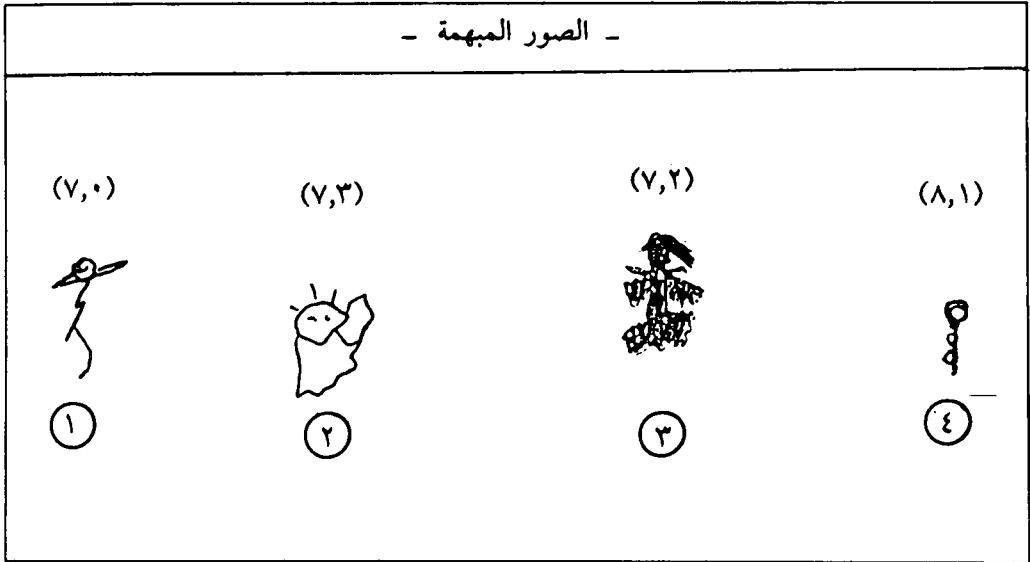 - الصور المبهمة -
(٧,٠) (٧,٣) (٧,٢) (٨,١)
١ ٢ ٣ ٤